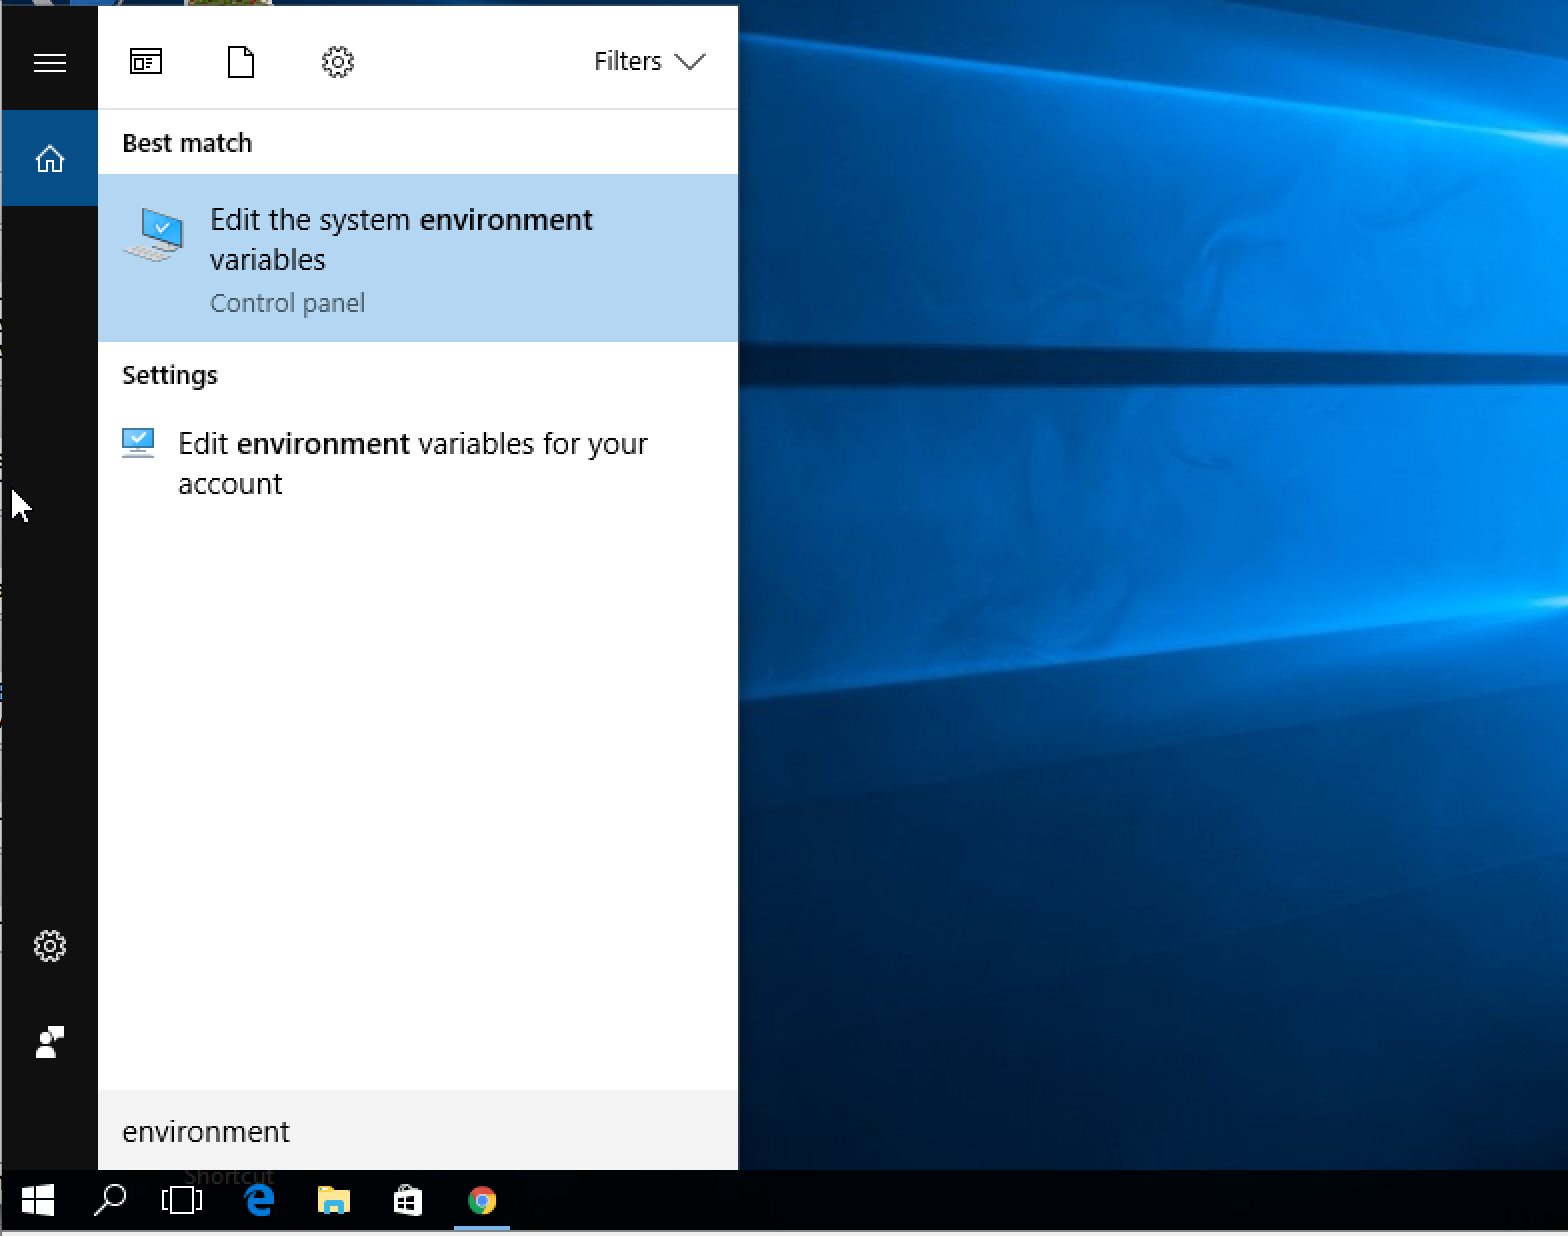 Filters
Best match
Edit the system environment
variables
Control panel
Settings
Edit environment variables for your
account
environment
Shortcut